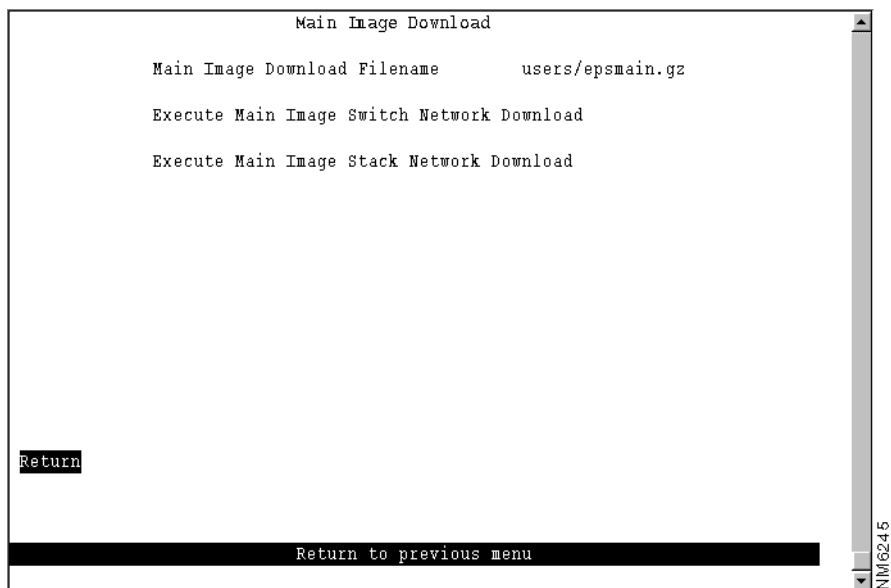 Main Image Download
Main Image Download Filename users/epsmain.gz
Execute Main Image Switch Network Download
Execute Main Image Stack Network Download
Return
Return to previous menu
NM6245